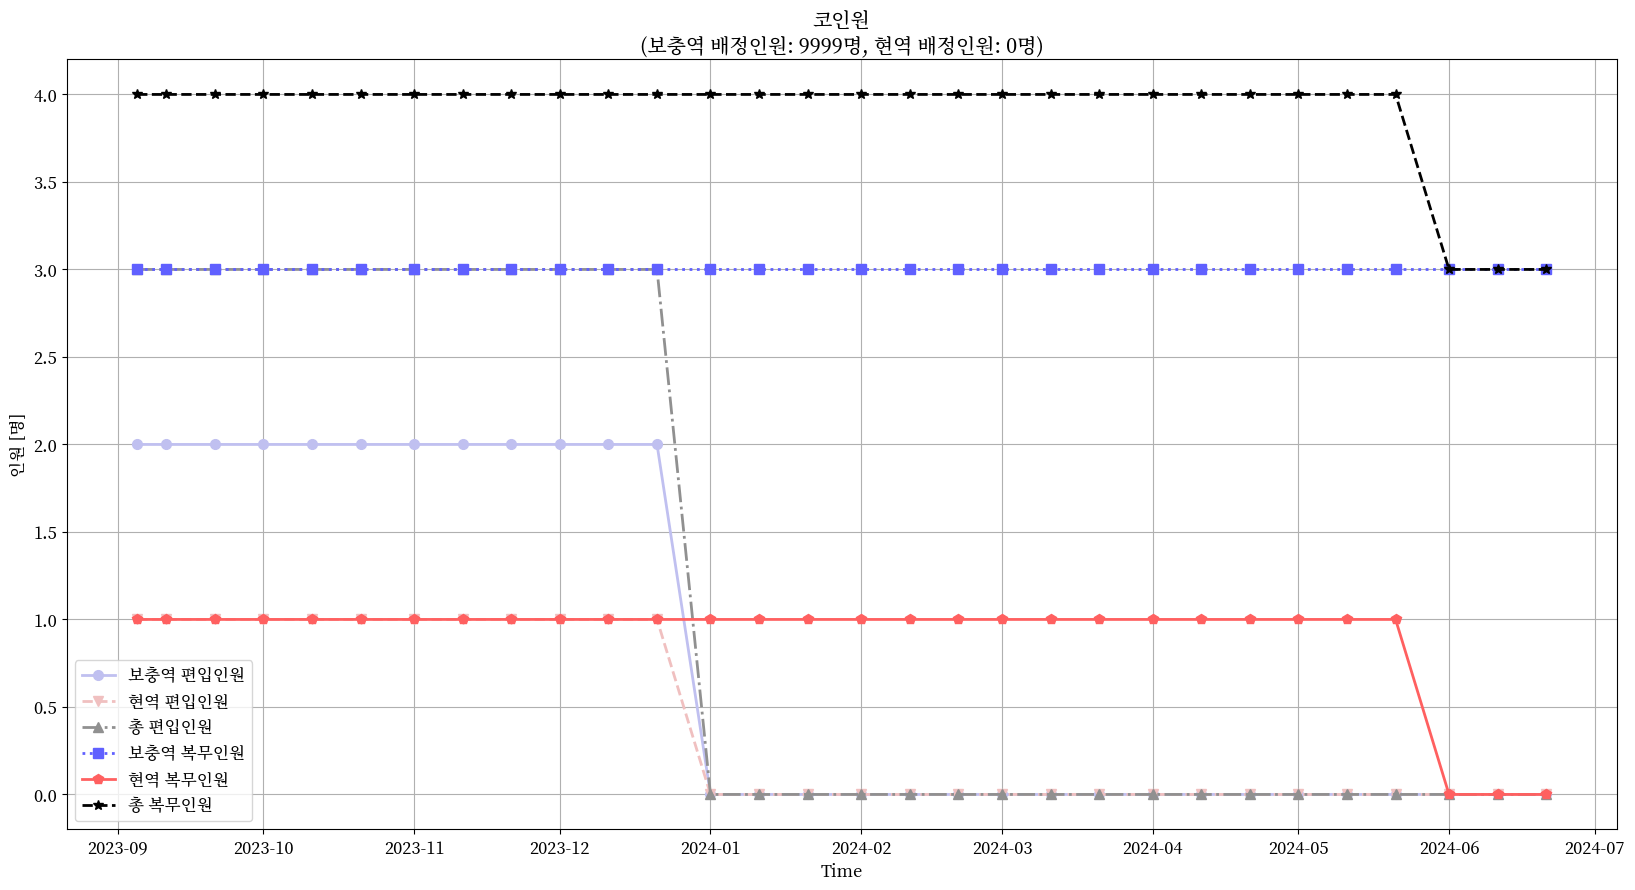 코인원
(보충역 배정인원: 9999명, 현역 배정인원: 0명)
인원 [명]
4.0
3.5
3.0
2.5
2.0
1.5
1.0
0.5
0.0
보충역 편입인원
현역 편입인원
총 편입인원
보충역 복무인원
현역 복무인원
총 복무인원
2023-09 2023-10 2023-11 2023-12 2024-01 2024-02 2024-03 2024-04 2024-05 2024-06 2024-07
Time